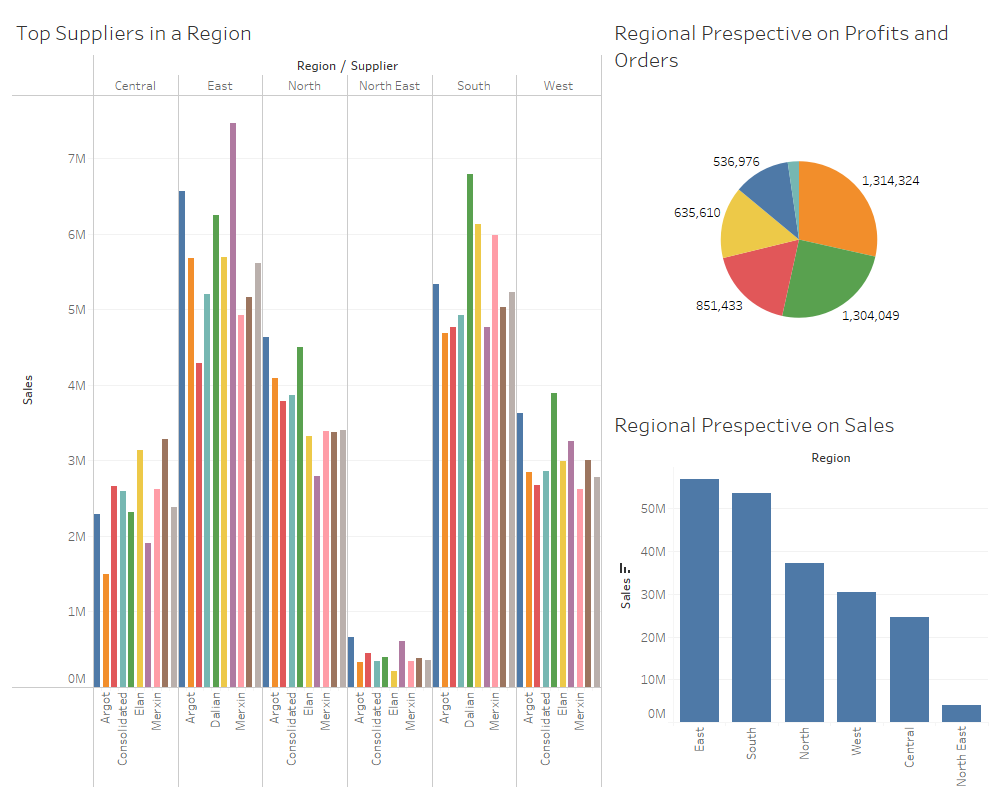 Top Suppliers in a Region
Region / Supplier
Central East North North East South West
Sales
7M
6M
5M
4M
3M
2M
1M
0M
Argot Consolidated Elan Merxin
Argot Dalian Merxin
Argot Consolidated Elan Merxin
Argot Consolidated Elan Merxin
Argot Dalian Merxin
Argot Consolidated Elan Merxin
Regional Prespective on Profits and
Orders
536,976
1,314,324
635,610
851,433
1,304,049
Regional Prespective on Sales
Region
Sales
50M
40M
30M
20M
10M
0M
East South North West Central North East